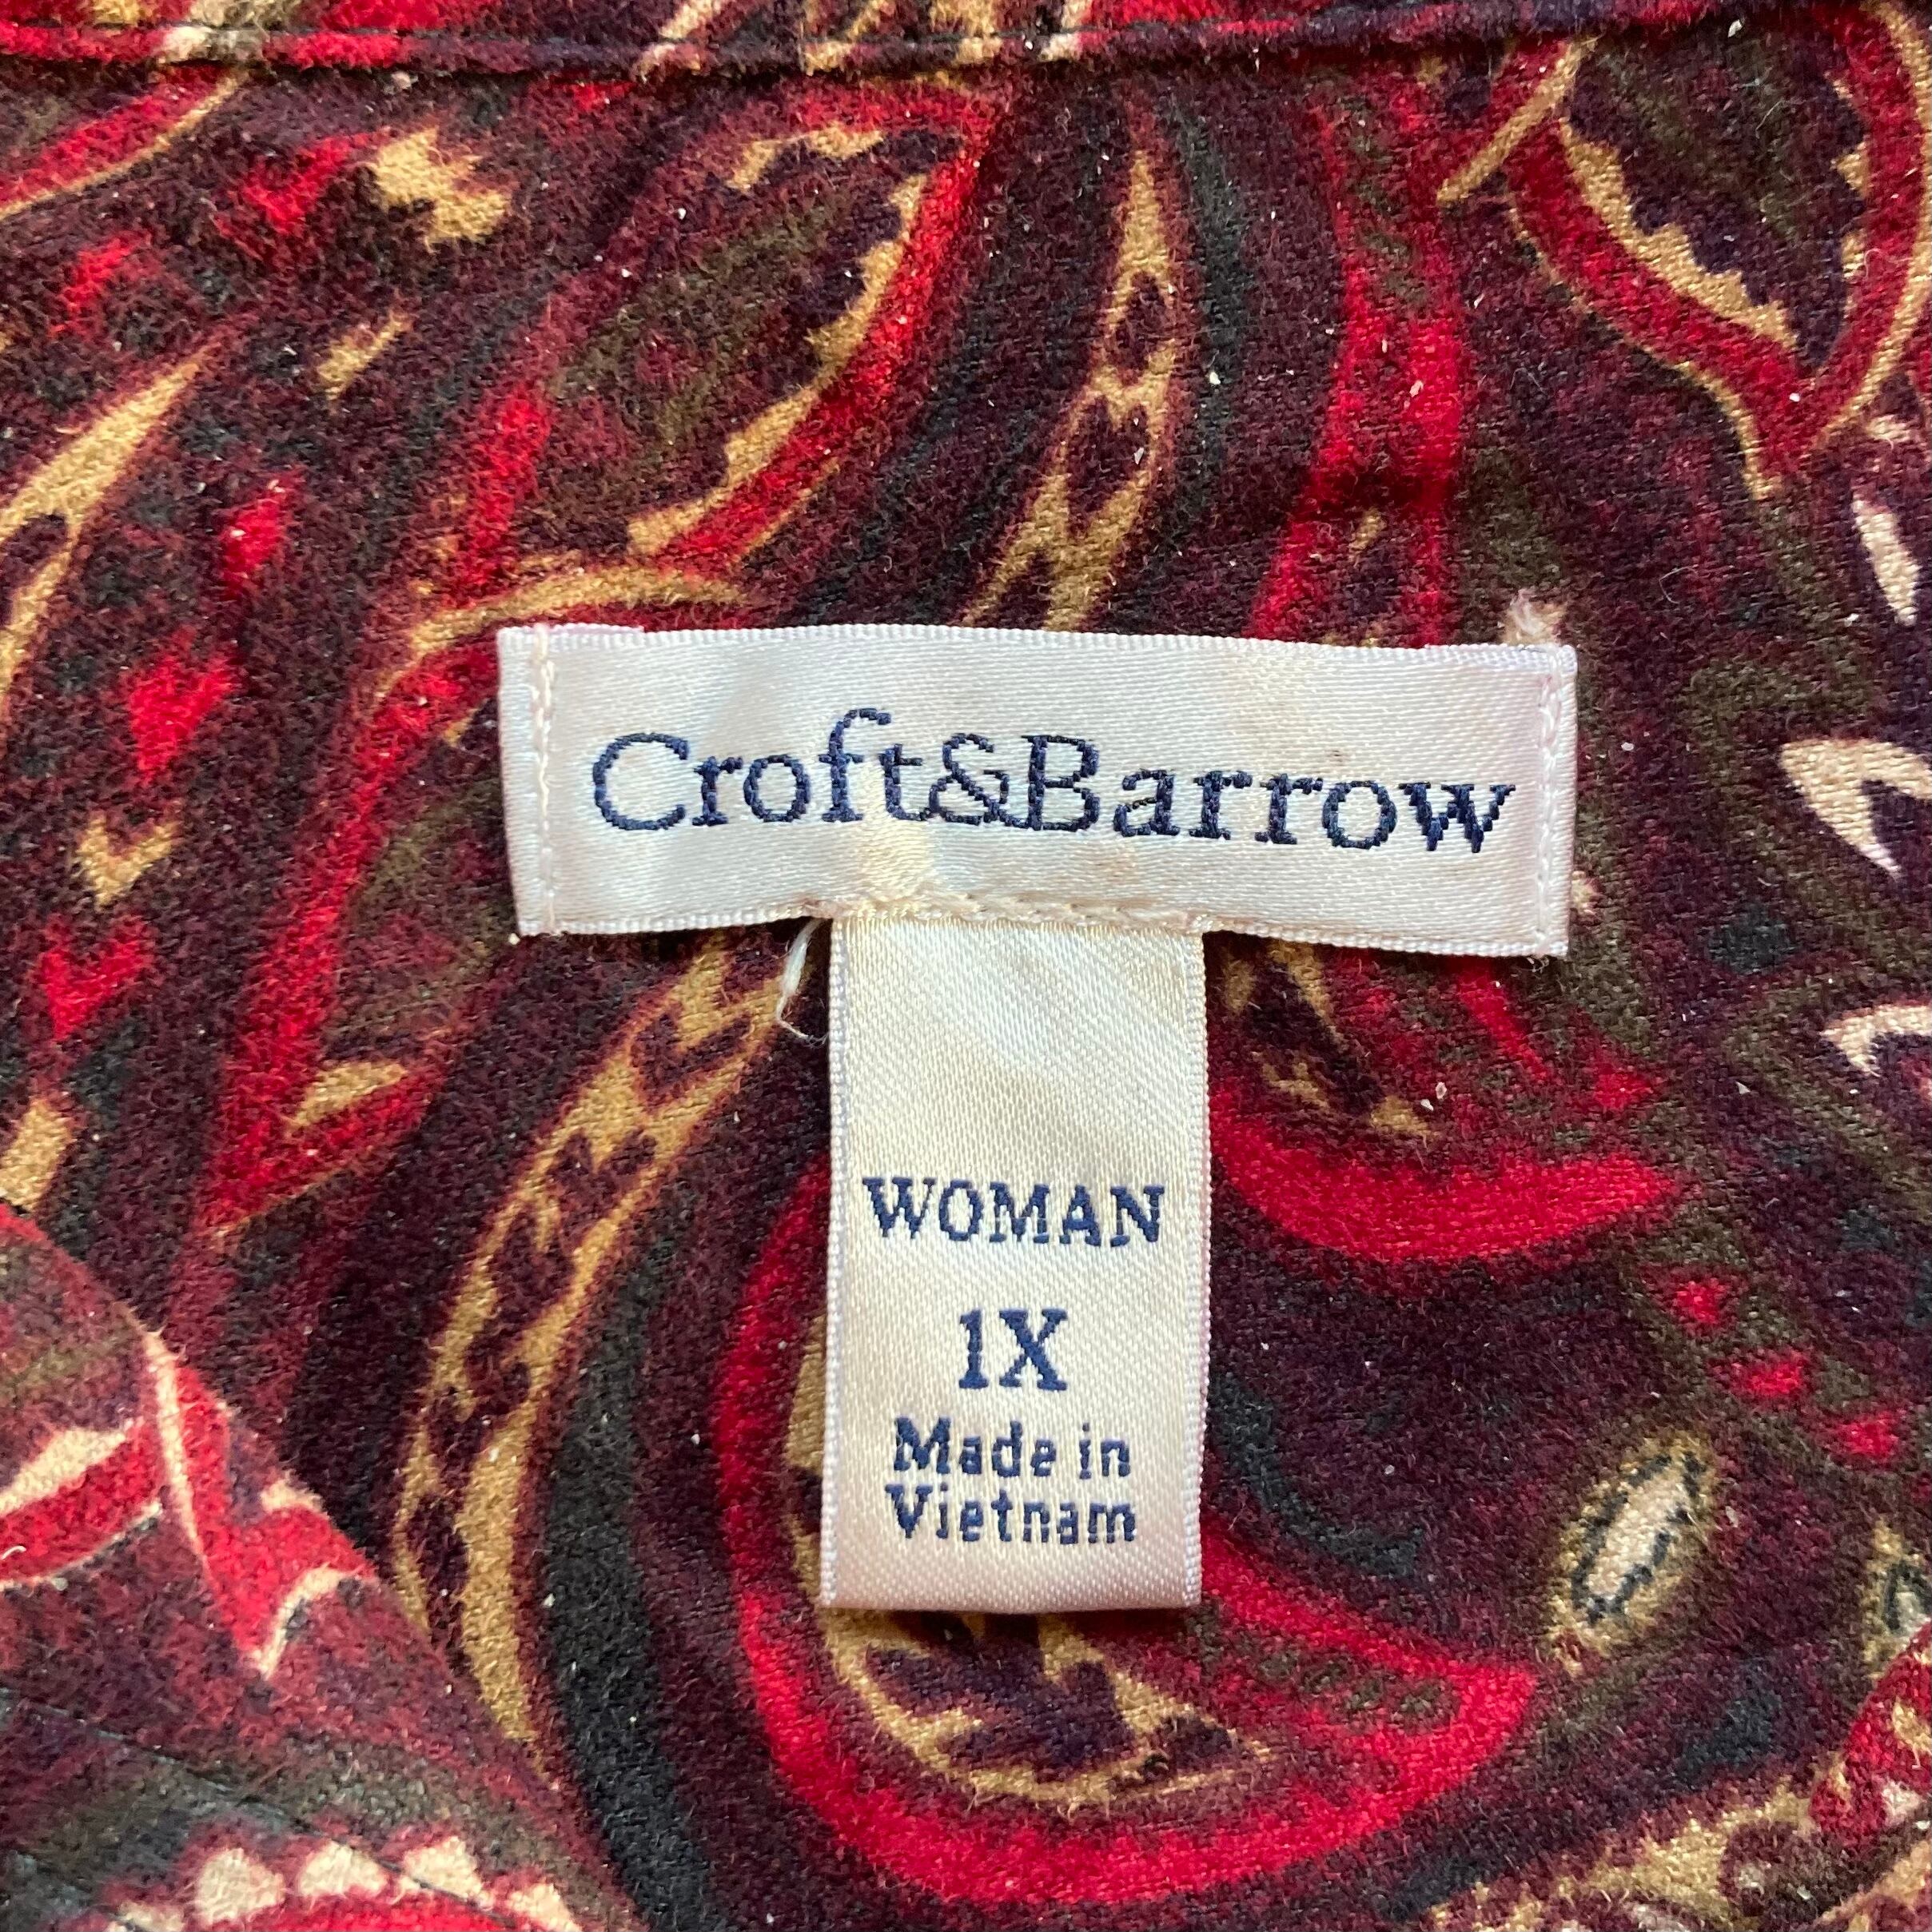 Croft&Barrow
WOMAN
1X
Made in
Vietnam